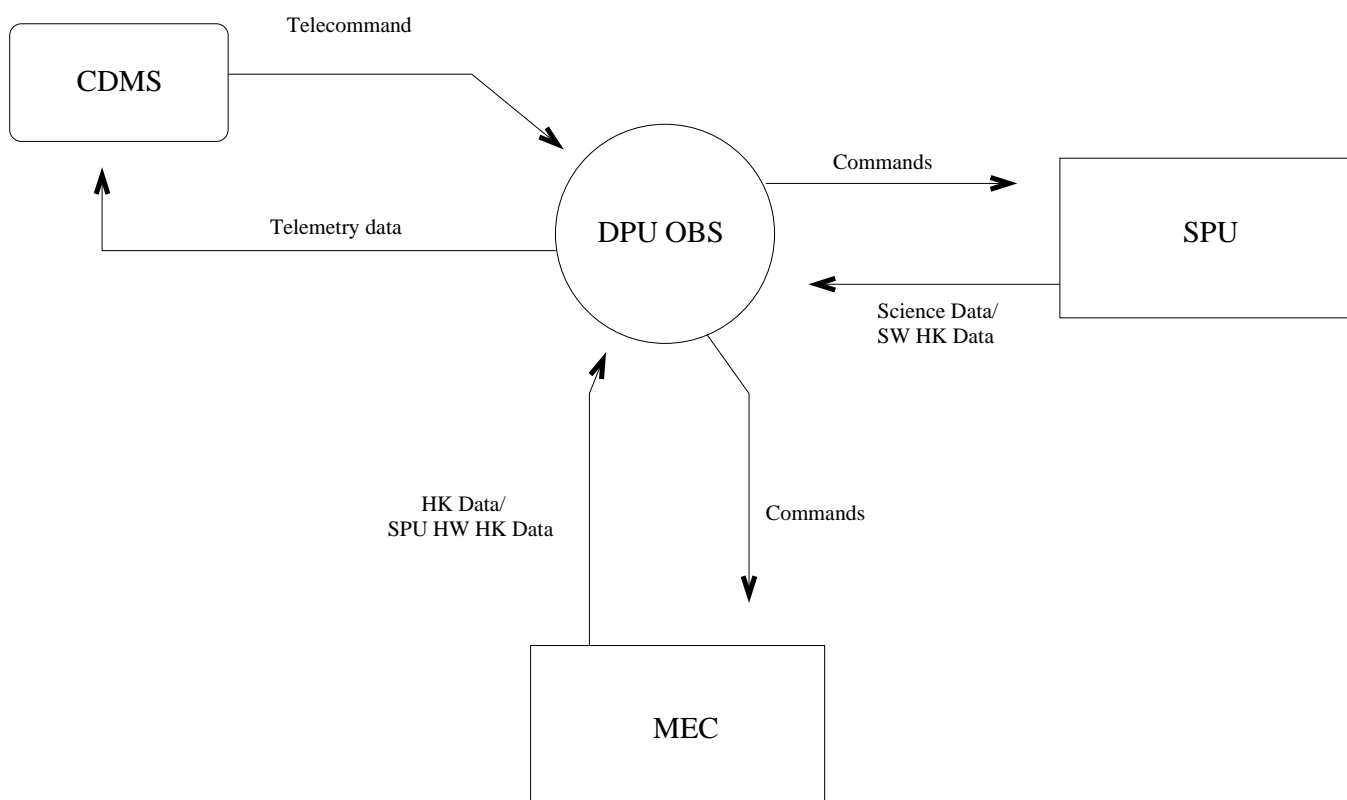 Telecommand
CDMS
Commands
DPU OBS
SPU
Telemetry data
Science Data/
SW HK Data
HK Data/
SPU HW HK Data
Commands
MEC